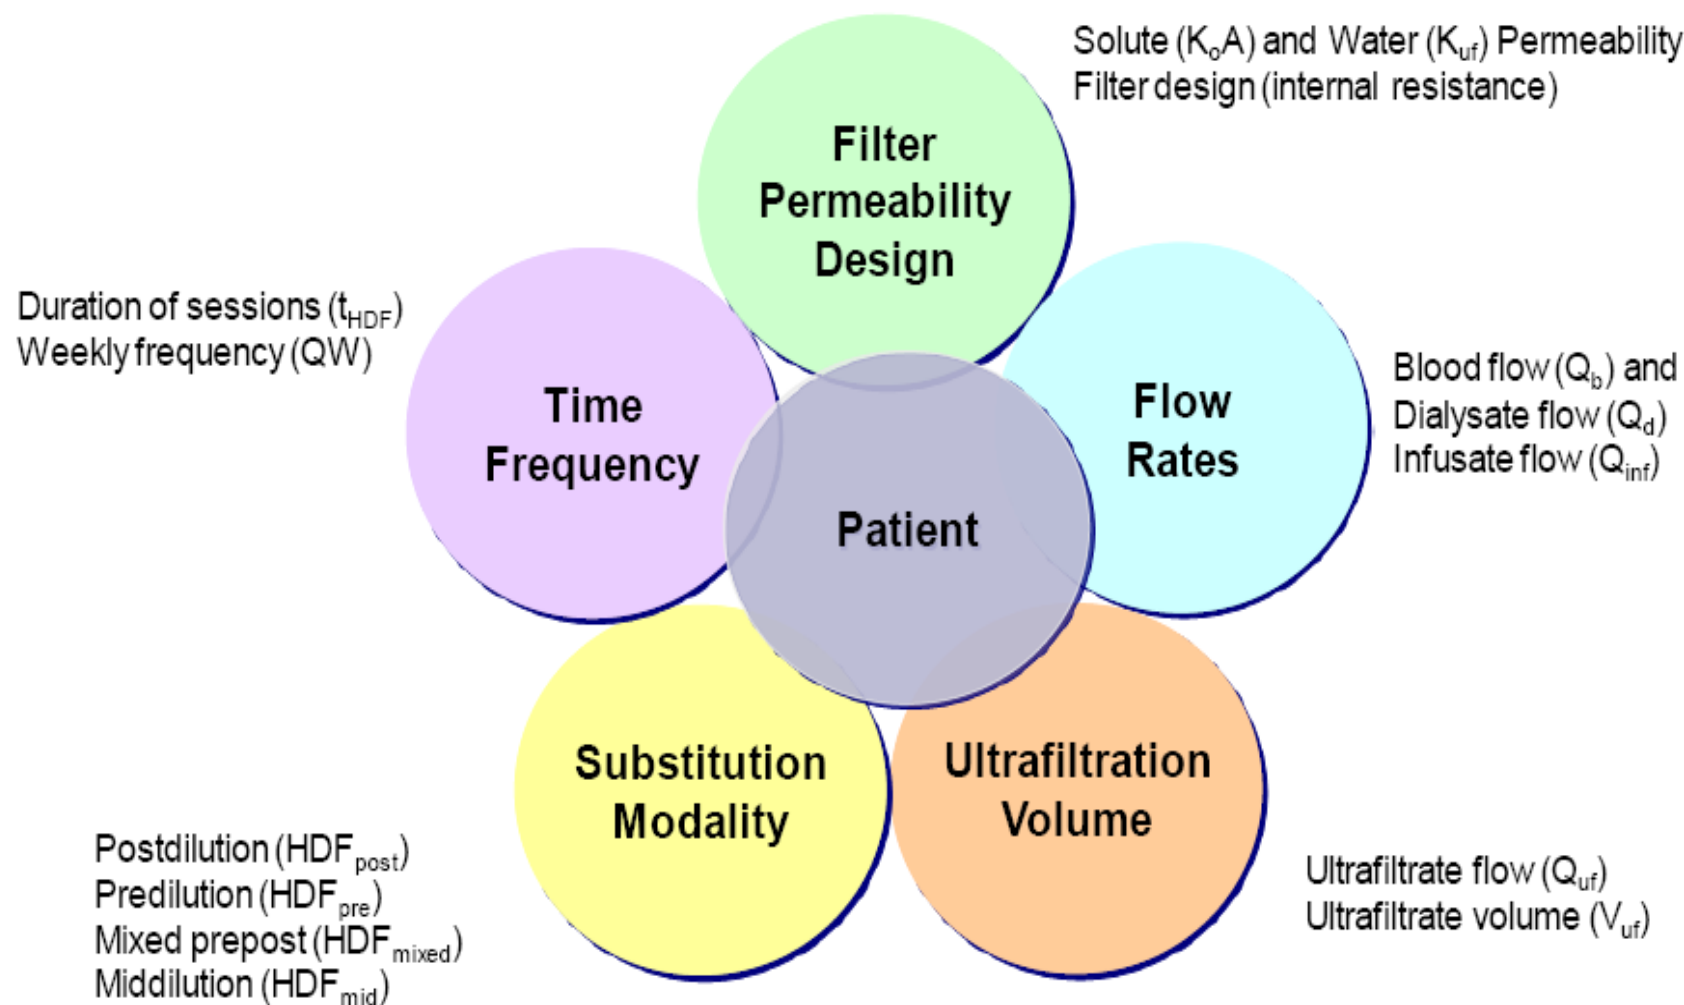 Solute (KₒA) and Water (K_uf) Permeability
Filter design (internal resistance)
Filter
Permeability
Design
Duration of sessions (t_HDF)
Weekly frequency (QW)
Time
Frequency
Flow
Rates
Blood flow (Q_b) and
Dialysate flow (Q_d)
Infusate flow (Q_inf)
Patient
Substitution
Modality
Ultrafiltration
Volume
Postdilution (HDF_post)
Predilution (HDF_pre)
Mixed prepost (HDF_mixed)
Middilution (HDF_mid)
Ultrafiltrate flow (Q_uf)
Ultrafiltrate volume (V_uf)